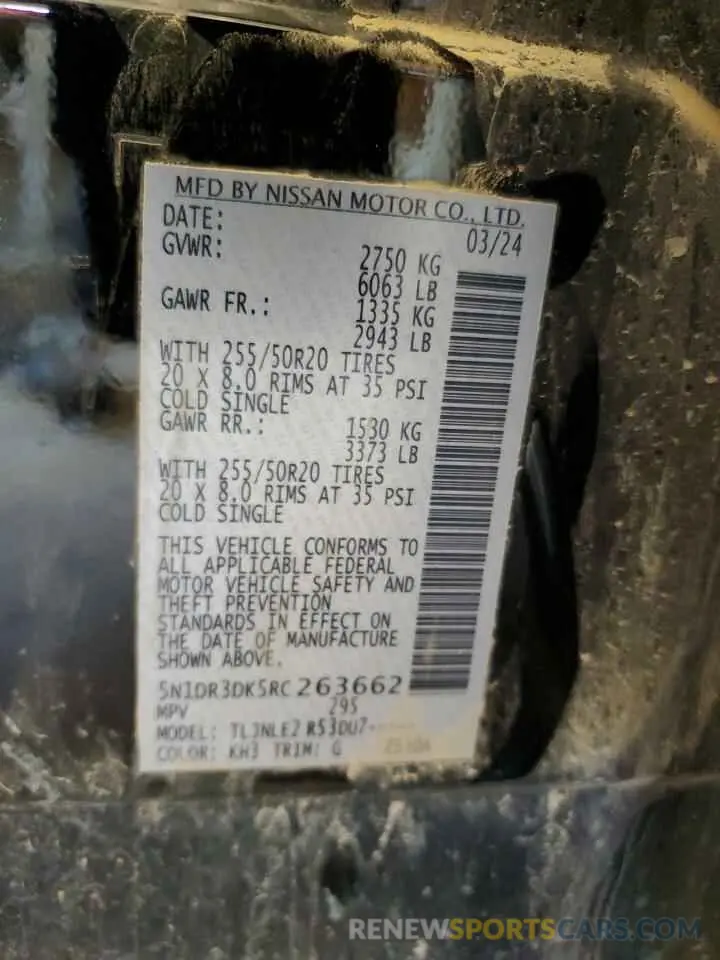 MFD BY NISSAN MOTOR CO., LTD.
DATE: 03/24
GVWR: 2750 KG
6063 LB
GAWR FR.: 1335 KG
2943 LB
WITH 255/50R20 TIRES
20 X 8.0 RIMS AT 35 PSI
COLD SINGLE
GAWR RR.: 1530 KG
3373 LB
WITH 255/50R20 TIRES
20 X 8.0 RIMS AT 35 PSI
COLD SINGLE
THIS VEHICLE CONFORMS TO
ALL APPLICABLE FEDERAL
MOTOR VEHICLE SAFETY AND
THEFT PREVENTION
STANDARDS IN EFFECT ON
THE DATE OF MANUFACTURE
SHOWN ABOVE.
5N1DR3DK5RC263662
MPV 295
MODEL: TLJNLE2 R53DUZ-
COLOR: KH3 TRIM: G
RENEWSPORTSCARS.COM